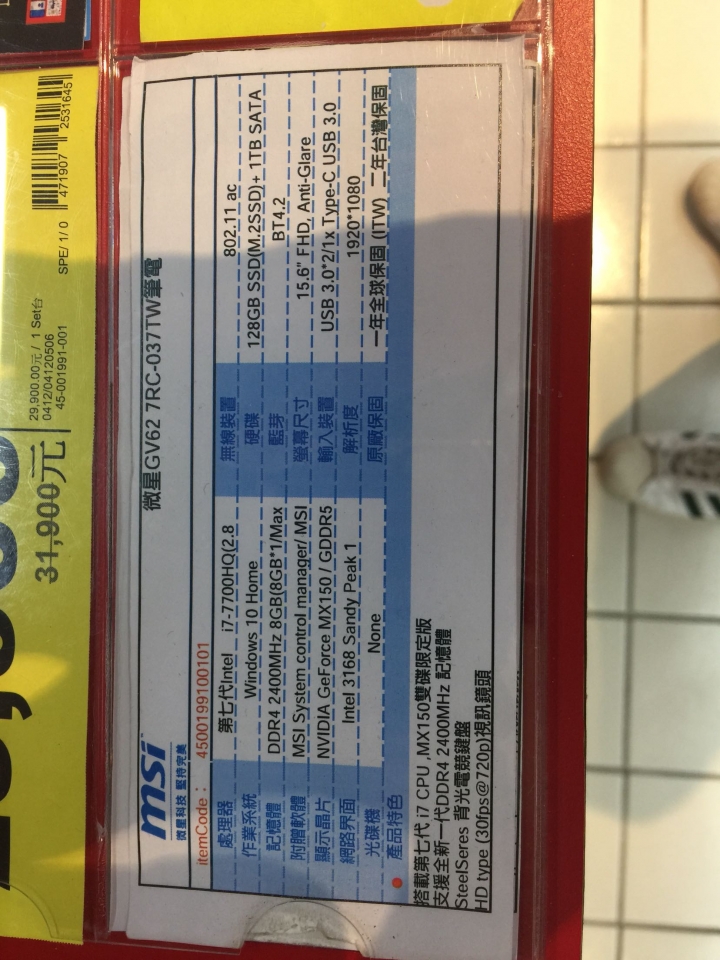 31,900元
29,900.00元 / 1 Set台
0412/04120506
45-001991-001
SPE/ 1/ 0
471907 2531645
msi
微星科技 堅持完美
微星GV62 7RC-037TW筆電
itemCode： 4500199100101
處理器 第七代Intel i7-7700HQ(2.8 無線裝置 802.11 ac
作業系統 Windows 10 Home 硬碟 128GB SSD(M.2SSD)+ 1TB SATA
記憶體 DDR4 2400MHz 8GB(8GB*1/Max 藍芽 BT4.2
附贈軟體 MSI System control manager/ MSI 螢幕尺寸 15.6" FHD, Anti-Glare
顯示晶片 NVIDIA GeForce MX150 / GDDR5 輸入裝置 USB 3.0*2/1x Type-C USB 3.0
網路界面 Intel 3168 Sandy Peak 1 解析度 1920*1080
光碟機 None 原廠保固 一年全球保固 (ITW) 二年台灣保固
產品特色
搭載第七代 i7 CPU ,MX150雙碟限定版
支援全新一代DDR4 2400MHz 記憶體
SteelSeres 背光電競鍵盤
HD type (30fps@720p)視訊鏡頭